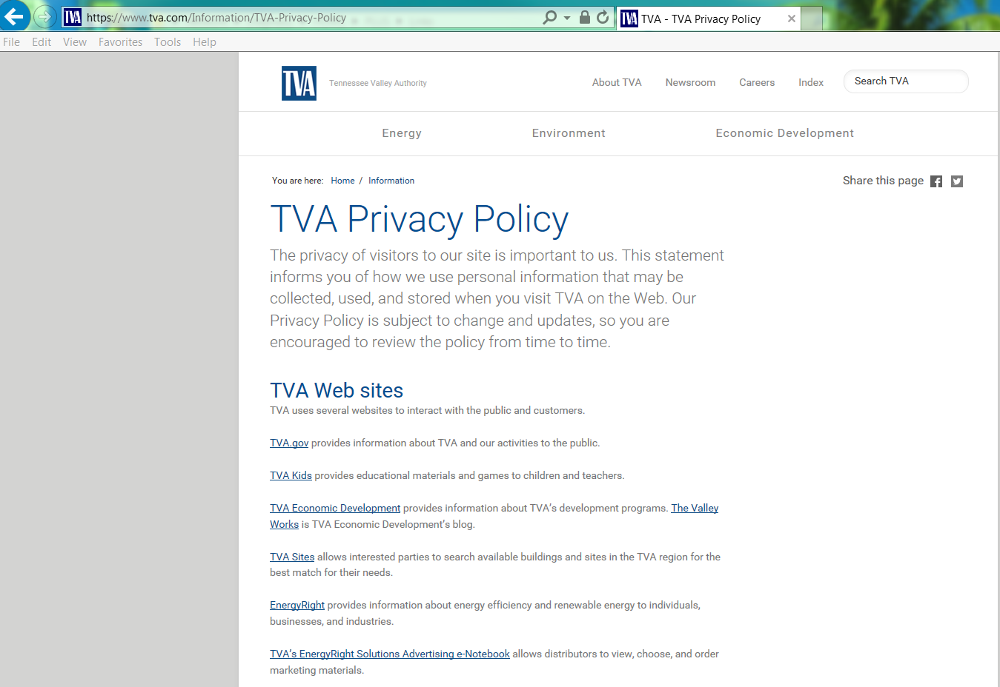 https://www.tva.com/Information/TVA-Privacy-Policy
TVA - TVA Privacy Policy
File Edit View Favorites Tools Help
TVA Tennessee Valley Authority About TVA Newsroom Careers Index Search TVA
Energy Environment Economic Development
You are here: Home / Information Share this page
TVA Privacy Policy
The privacy of visitors to our site is important to us. This statement
informs you of how we use personal information that may be
collected, used, and stored when you visit TVA on the Web. Our
Privacy Policy is subject to change and updates, so you are
encouraged to review the policy from time to time.
TVA Web sites
TVA uses several websites to interact with the public and customers.
TVA.gov provides information about TVA and our activities to the public.
TVA Kids provides educational materials and games to children and teachers.
TVA Economic Development provides information about TVA’s development programs. The Valley
Works is TVA Economic Development’s blog.
TVA Sites allows interested parties to search available buildings and sites in the TVA region for the
best match for their needs.
EnergyRight provides information about energy efficiency and renewable energy to individuals,
businesses, and industries.
TVA’s EnergyRight Solutions Advertising e-Notebook allows distributors to view, choose, and order
marketing materials.